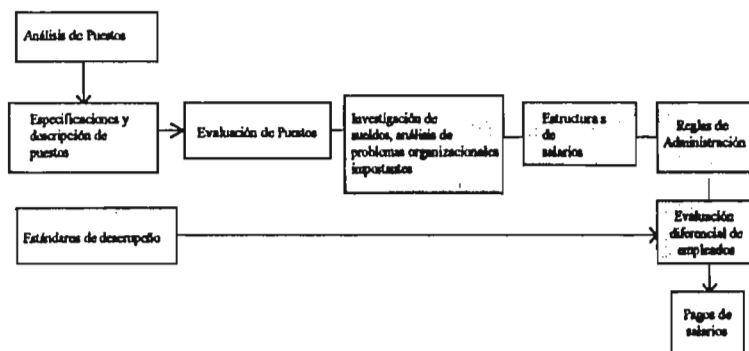 Análisis de Puestos
Especificaciones y
descripción de
puestos
Evaluación de Puestos
Investigación de
sueldos, análisis de
problemas organizacionales
importantes
Estructura s
de
salarios
Reglas de
Administración
Estándares de desempeño
Evaluación
diferencial de
empleados
Pagos de
salarios